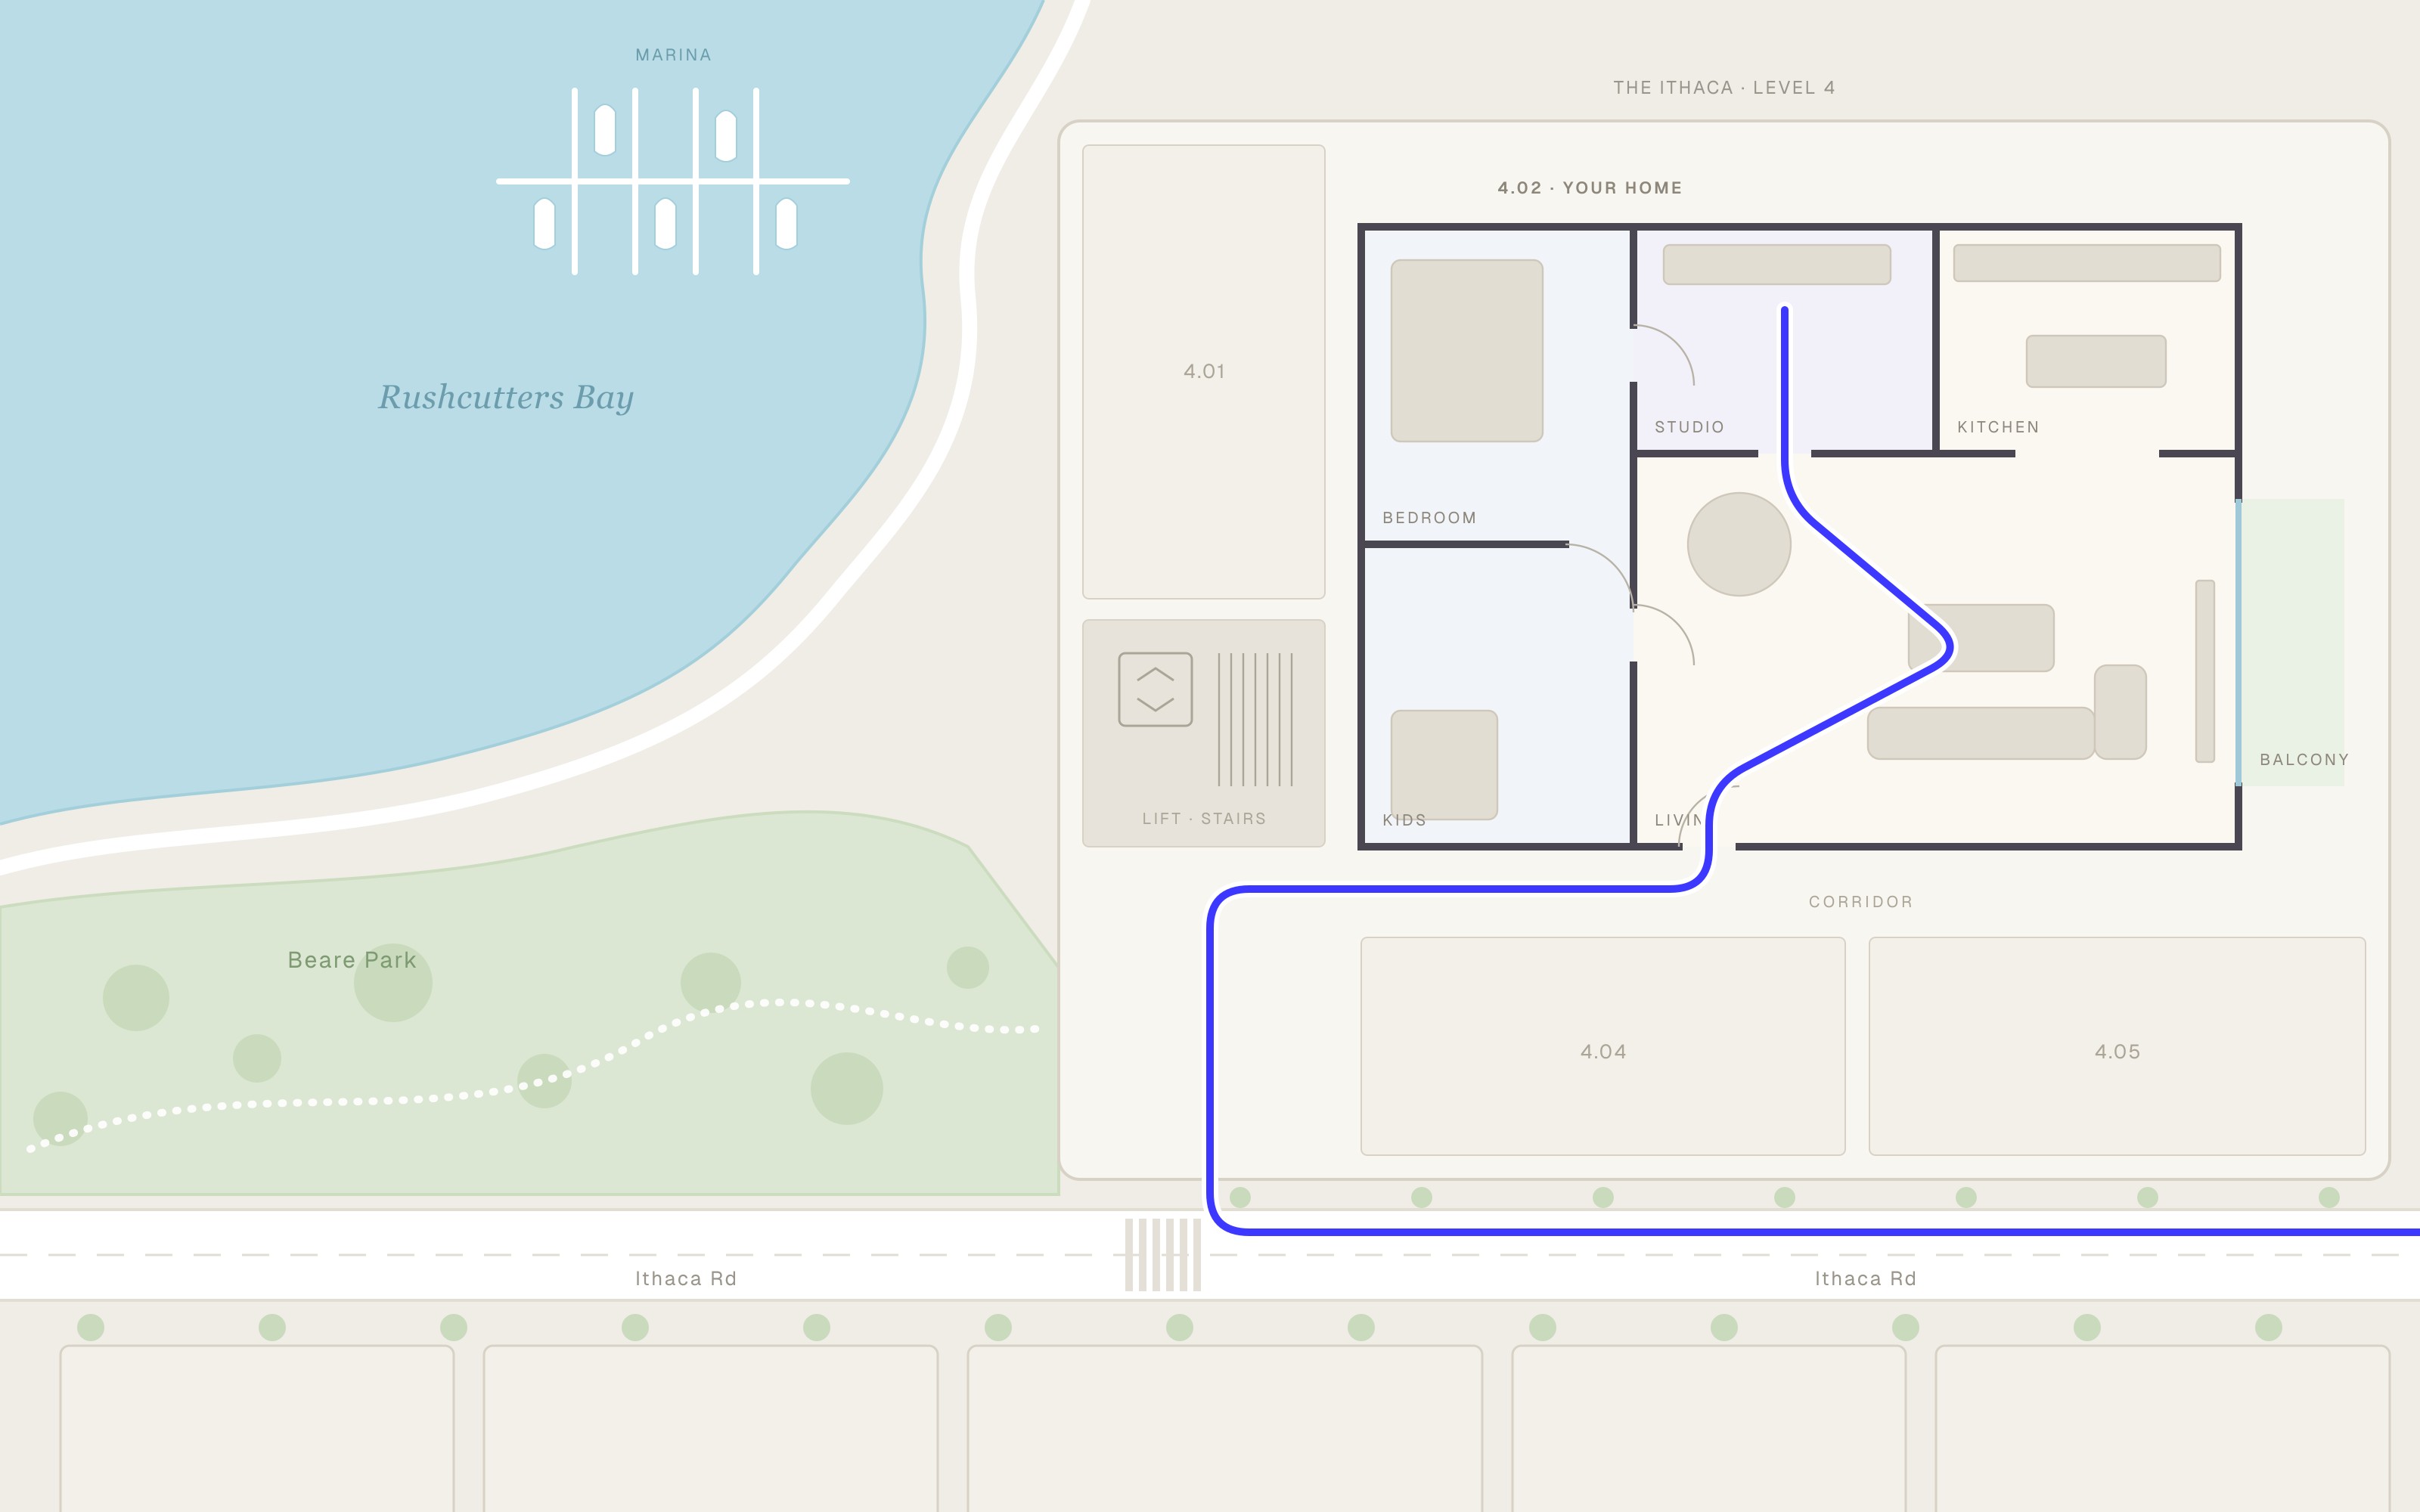 MARINA
THE ITHACA · LEVEL 4
4.02 · YOUR HOME
4.01
Rushcutters Bay
STUDIO
KITCHEN
BEDROOM
BALCONY
LIFT · STAIRS
KIDS
LIVIN
CORRIDOR
Beare Park
4.04
4.05
Ithaca Rd
Ithaca Rd